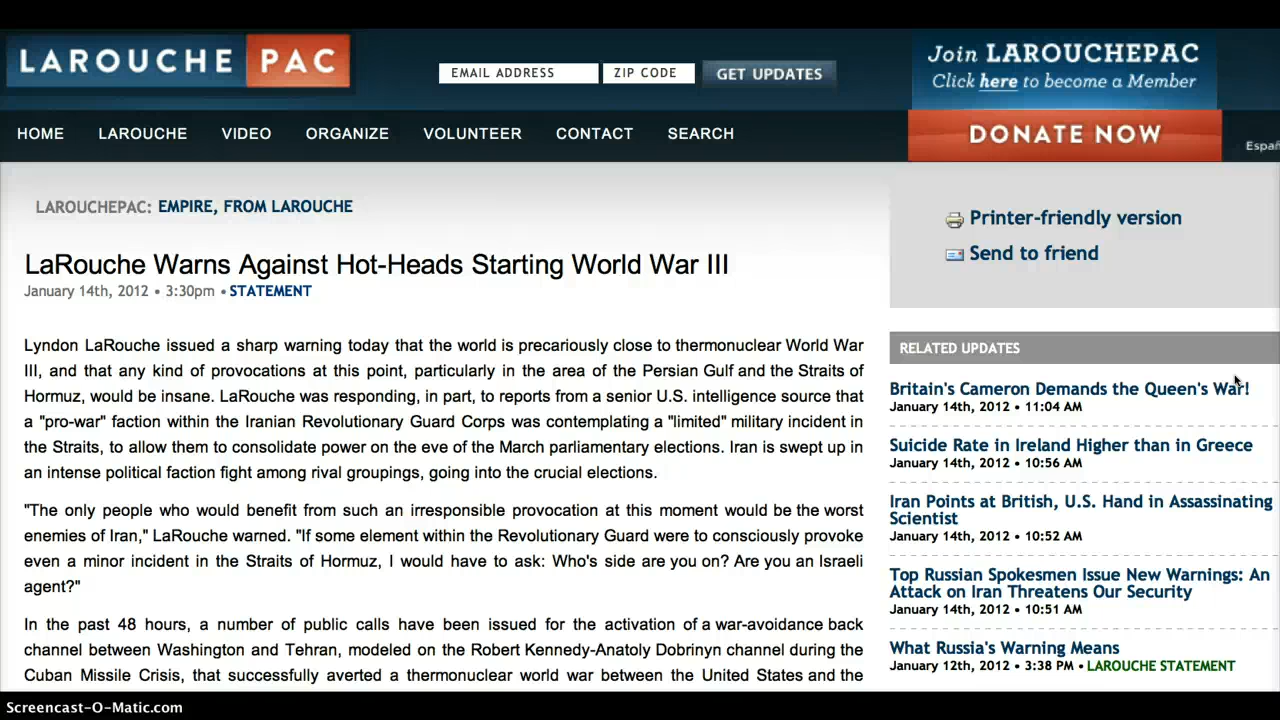 LAROUCHE PAC
EMAIL ADDRESS ZIP CODE GET UPDATES
Join LAROUCHEPAC
Click here to become a Member
HOME LAROUCHE VIDEO ORGANIZE VOLUNTEER CONTACT SEARCH
DONATE NOW
LAROUCHEPAC: EMPIRE, FROM LAROUCHE
LaRouche Warns Against Hot-Heads Starting World War III
January 14th, 2012 • 3:30pm • STATEMENT
Lyndon LaRouche issued a sharp warning today that the world is precariously close to thermonuclear World War
III, and that any kind of provocations at this point, particularly in the area of the Persian Gulf and the Straits of
Hormuz, would be insane. LaRouche was responding, in part, to reports from a senior U.S. intelligence source that
a "pro-war" faction within the Iranian Revolutionary Guard Corps was contemplating a "limited" military incident in
the Straits, to allow them to consolidate power on the eve of the March parliamentary elections. Iran is swept up in
an intense political faction fight among rival groupings, going into the crucial elections.
"The only people who would benefit from such an irresponsible provocation at this moment would be the worst
enemies of Iran," LaRouche warned. "If some element within the Revolutionary Guard were to consciously provoke
even a minor incident in the Straits of Hormuz, I would have to ask: Who's side are you on? Are you an Israeli
agent?"
In the past 48 hours, a number of public calls have been issued for the activation of a war-avoidance back
channel between Washington and Tehran, modeled on the Robert Kennedy-Anatoly Dobrinyn channel during the
Cuban Missile Crisis, that successfully averted a thermonuclear world war between the United States and the
Printer-friendly version
Send to friend
RELATED UPDATES
Britain's Cameron Demands the Queen's War!
January 14th, 2012 • 11:04 AM
Suicide Rate in Ireland Higher than in Greece
January 14th, 2012 • 10:56 AM
Iran Points at British, U.S. Hand in Assassinating
Scientist
January 14th, 2012 • 10:52 AM
Top Russian Spokesmen Issue New Warnings: An
Attack on Iran Threatens Our Security
January 14th, 2012 • 10:51 AM
What Russia's Warning Means
January 12th, 2012 • 3:38 PM • LAROUCHE STATEMENT
Screencast-O-Matic.com